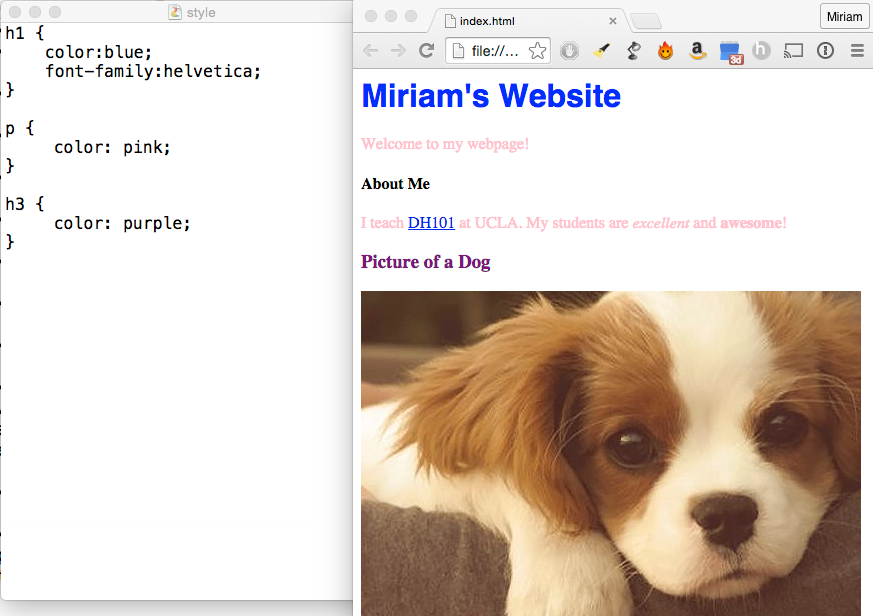 style
h1 {
color:blue;
font-family:helvetica;
}
p {
color: pink;
}
h3 {
color: purple;
}
index.html
Miriam
file://...
a
3d
h
Miriam's Website
Welcome to my webpage!
About Me
I teach DH101 at UCLA. My students are excellent and awesome!
Picture of a Dog